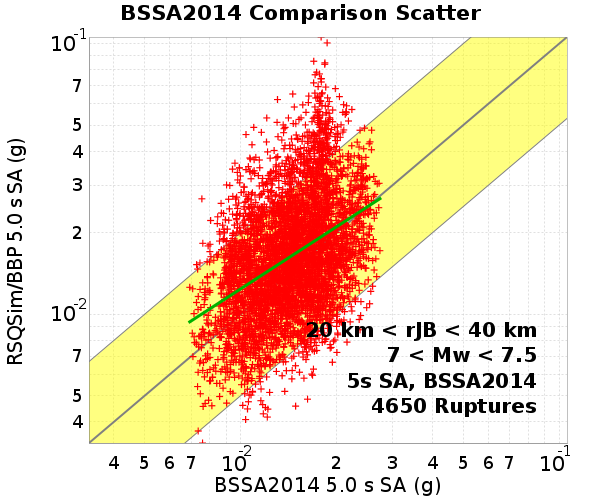 BSSA2014 Comparison Scatter
RSQSim/BBP 5.0 s SA (g)
10-1
7
5
4
3
2
10-2
7
5
4
20 km < rJB < 40 km
7 < Mw < 7.5
5s SA, BSSA2014
4650 Ruptures
4 5 6 7 10-2 2 3 4 5 6 7 10-1
BSSA2014 5.0 s SA (g)